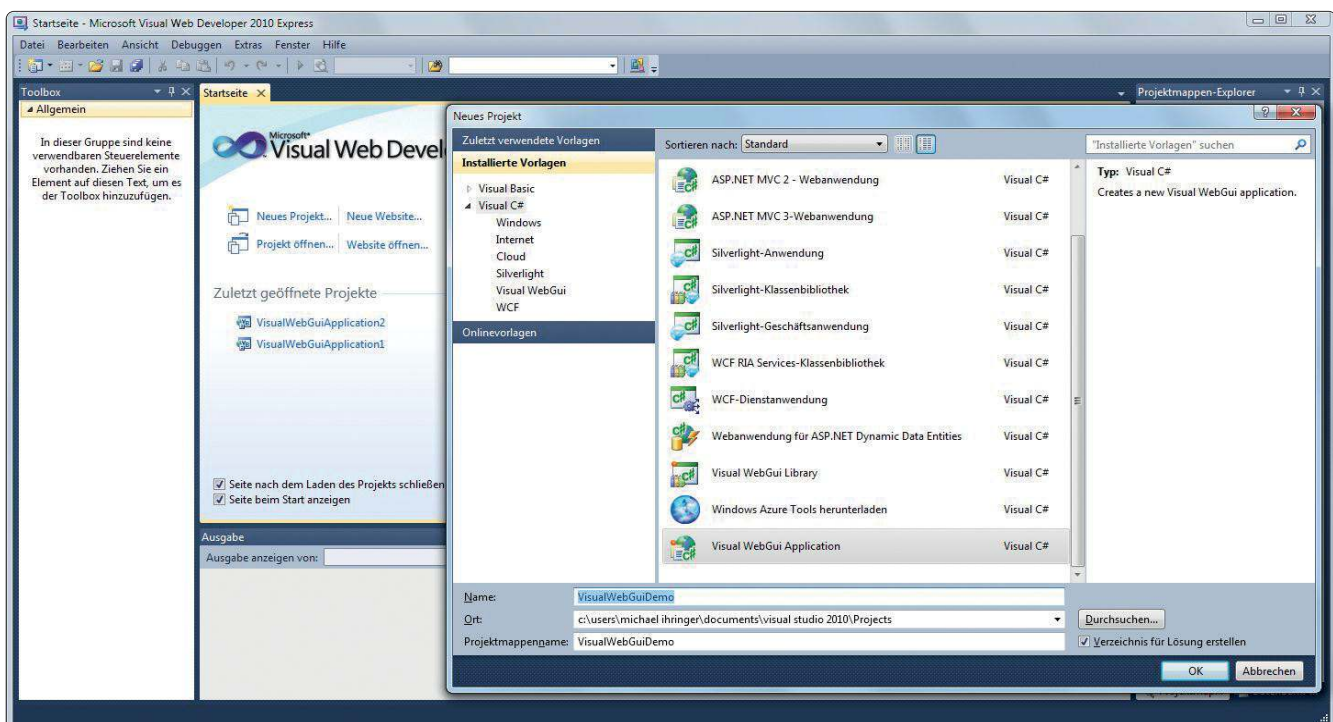 Startseite - Microsoft Visual Web Developer 2010 Express
Datei Bearbeiten Ansicht Debuggen Extras Fenster Hilfe
Toolbox
Allgemein
In dieser Gruppe sind keine
verwendbaren Steuerelemente
vorhanden. Ziehen Sie ein
Element auf diesen Text, um es
der Toolbox hinzuzufügen.
Startseite
Microsoft
Visual Web Devel
Neues Projekt... Neue Website...
Projekt öffnen... Website öffnen...
Zuletzt geöffnete Projekte
VisualWebGuiApplication2
VisualWebGuiApplication1
Seite nach dem Laden des Projekts schließen
Seite beim Start anzeigen
Ausgabe
Ausgabe anzeigen von:
Projektmappen-Explorer
Neues Projekt
Zuletzt verwendete Vorlagen
Installierte Vorlagen
Visual Basic
Visual C#
Windows
Internet
Cloud
Silverlight
Visual WebGui
WCF
Onlinevorlagen
Sortieren nach: Standard
ASP.NET MVC 2 - Webanwendung Visual C#
ASP.NET MVC 3-Webanwendung Visual C#
Silverlight-Anwendung Visual C#
Silverlight-Klassenbibliothek Visual C#
Silverlight-Geschäftsanwendung Visual C#
WCF RIA Services-Klassenbibliothek Visual C#
WCF-Dienstanwendung Visual C#
Webanwendung für ASP.NET Dynamic Data Entities Visual C#
Visual WebGui Library Visual C#
Windows Azure Tools herunterladen Visual C#
Visual WebGui Application Visual C#
"Installierte Vorlagen" suchen
Typ: Visual C#
Creates a new Visual WebGui application.
Name: VisualWebGuiDemo
Ort: c:\users\michael ihringer\documents\visual studio 2010\Projects
Durchsuchen...
Projektmappenname: VisualWebGuiDemo
Verzeichnis für Lösung erstellen
OK Abbrechen